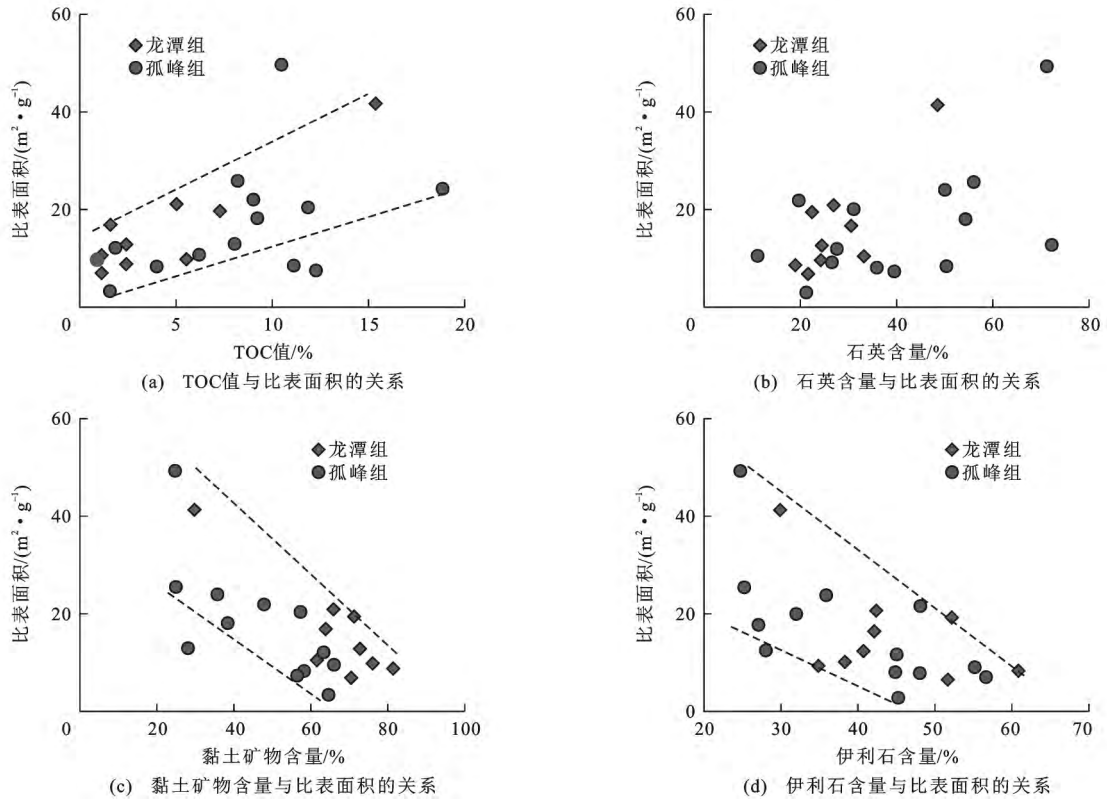 60
40
20
0
比表面积/(m²·g⁻¹)
龙潭组
孤峰组
5
10
15
20
TOC值/%
(a) TOC值与比表面积的关系
60
40
20
0
比表面积/(m²·g⁻¹)
龙潭组
孤峰组
20
40
60
80
石英含量/%
(b) 石英含量与比表面积的关系
60
40
20
0
比表面积/(m²·g⁻¹)
龙潭组
孤峰组
20
40
60
80
100
黏土矿物含量/%
(c) 黏土矿物含量与比表面积的关系
60
40
20
0
比表面积/(m²·g⁻¹)
龙潭组
孤峰组
20
30
40
50
60
70
伊利石含量/%
(d) 伊利石含量与比表面积的关系